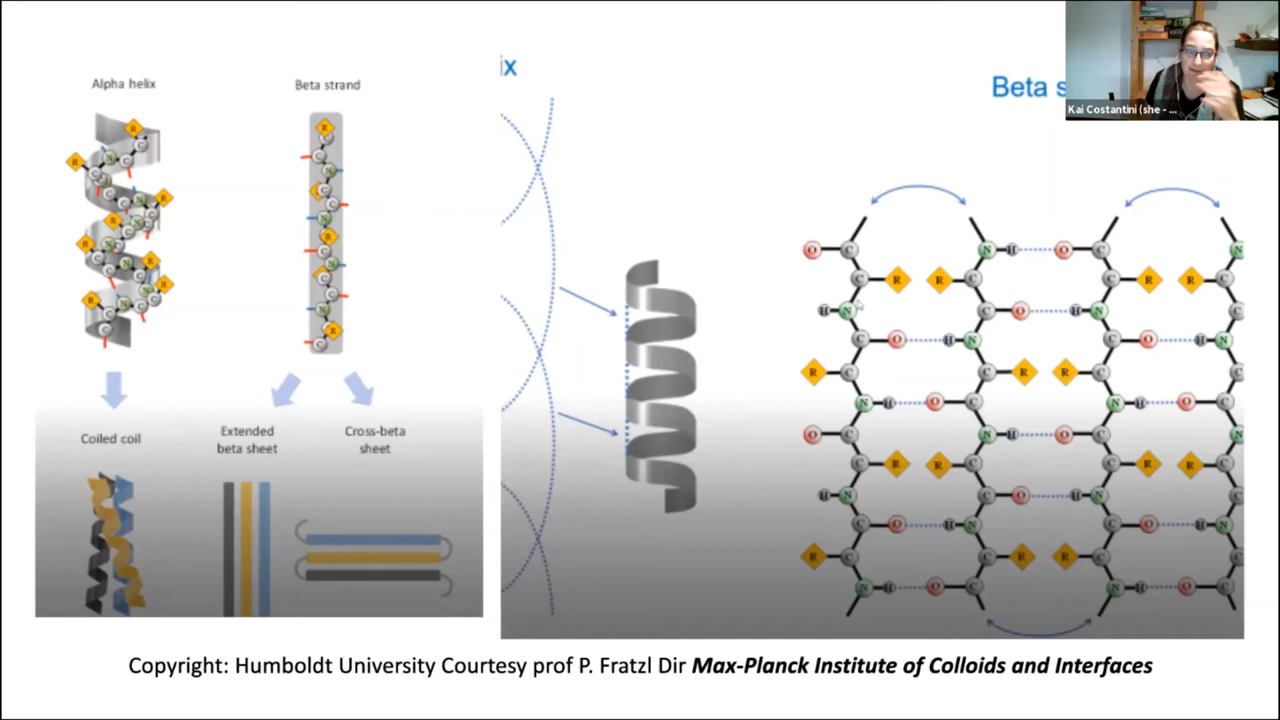 Alpha helix
Beta strand
ix
Beta s
Kai Costantini (she - ...
Coiled coil
Extended
beta sheet
Cross-beta
sheet
Copyright: Humboldt University Courtesy prof P. Fratzl Dir Max-Planck Institute of Colloids and Interfaces